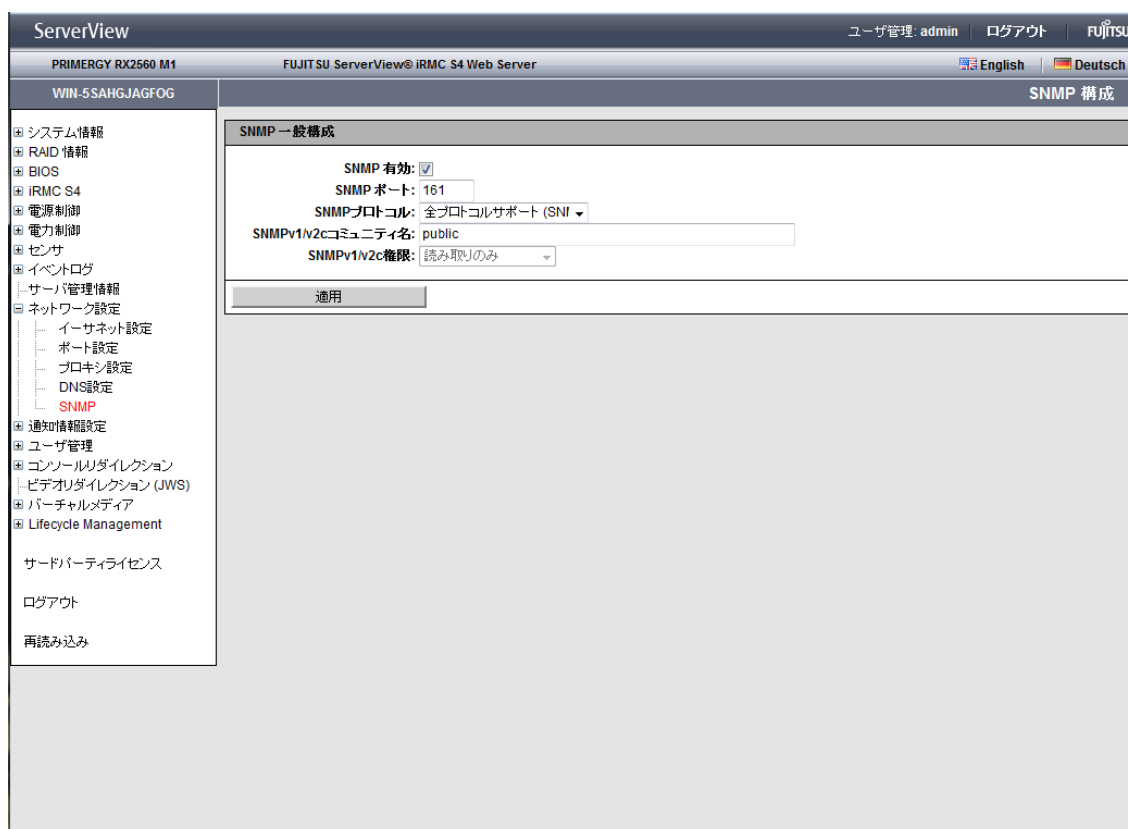 ServerView
ユーザ管理: admin ログアウト FUJITSU
PRIMERGY RX2560 M1 FUJITSU ServerView® iRMC S4 Web Server English Deutsch
WIN-5SAHGJAGFOG SNMP 構成
システム情報
RAID 情報
BIOS
iRMC S4
電源制御
電力制御
センサ
イベントログ
サーバ管理情報
ネットワーク設定
イーサネット設定
ポート設定
プロキシ設定
DNS設定
SNMP
通知情報設定
ユーザ管理
コンソールリダイレクション
ビデオリダイレクション (JWS)
バーチャルメディア
Lifecycle Management
サードパーティライセンス
ログアウト
再読み込み
SNMP 一般構成
SNMP 有効:
SNMP ポート: 161
SNMPプロトコル: 全プロトコルサポート (SNM
SNMPv1/v2cコミュニティ名: public
SNMPv1/v2c権限: 読み取りのみ
適用